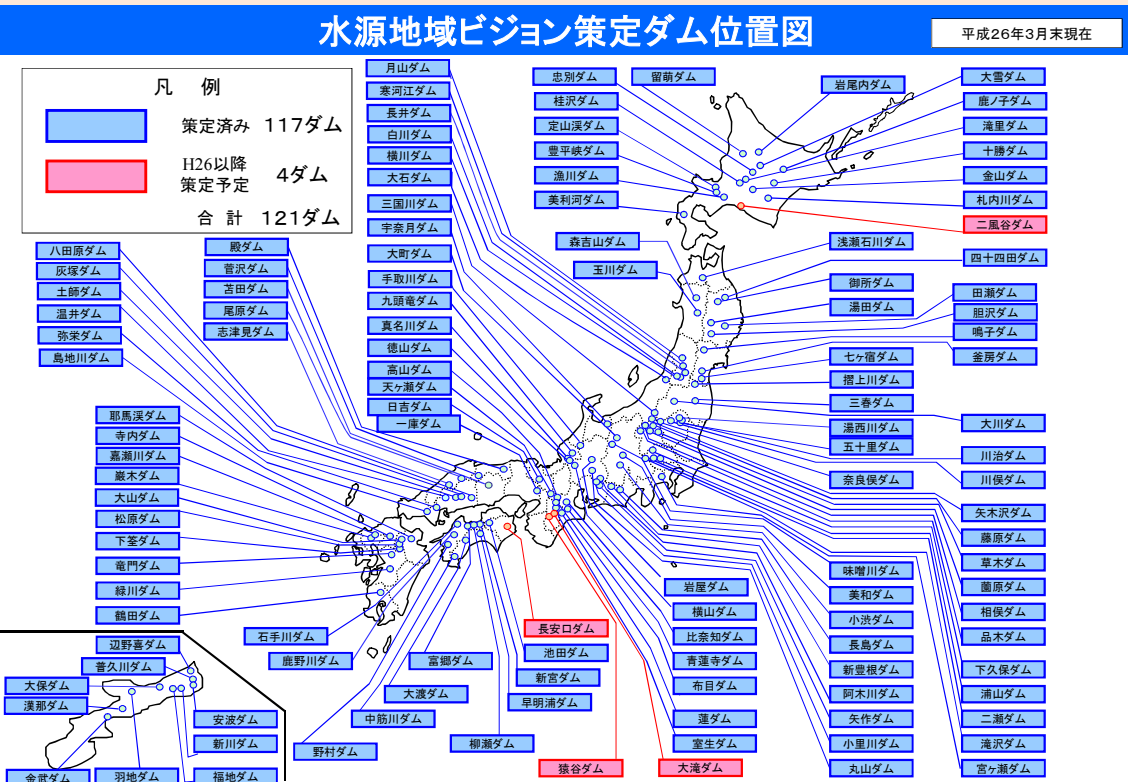 水源地域ビジョン策定ダム位置図
平成26年3月末現在
凡 例
策定済み 117ダム
H26以降
策定予定 4ダム
合 計 121ダム
月山ダム
寒河江ダム
長井ダム
白川ダム
横川ダム
大石ダム
三国川ダム
宇奈月ダム
大町ダム
手取川ダム
九頭竜ダム
真名川ダム
徳山ダム
高山ダム
天ヶ瀬ダム
日吉ダム
一庫ダム
忠別ダム
桂沢ダム
定山渓ダム
豊平峡ダム
漁川ダム
美利河ダム
留萌ダム
岩尾内ダム
大雪ダム
鹿ノ子ダム
滝里ダム
十勝ダム
金山ダム
札内川ダム
二風谷ダム
森吉山ダム
玉川ダム
浅瀬石川ダム
四十四田ダム
御所ダム
湯田ダム
田瀬ダム
胆沢ダム
鳴子ダム
釜房ダム
七ヶ宿ダム
摺上川ダム
三春ダム
湯西川ダム
五十里ダム
奈良俣ダム
大川ダム
川治ダム
川俣ダム
矢木沢ダム
藤原ダム
草木ダム
薗原ダム
相俣ダム
品木ダム
下久保ダム
浦山ダム
二瀬ダム
滝沢ダム
宮ヶ瀬ダム
味噌川ダム
美和ダム
小渋ダム
長島ダム
新豊根ダム
阿木川ダム
矢作ダム
小里川ダム
丸山ダム
岩屋ダム
横山ダム
比奈知ダム
青蓮寺ダム
布目ダム
蓮ダム
室生ダム
大滝ダム
猿谷ダム
八田原ダム
灰塚ダム
土師ダム
温井ダム
弥栄ダム
島地川ダム
殿ダム
菅沢ダム
苫田ダム
尾原ダム
志津見ダム
耶馬渓ダム
寺内ダム
嘉瀬川ダム
厳木ダム
大山ダム
松原ダム
下筌ダム
竜門ダム
緑川ダム
鶴田ダム
石手川ダム
鹿野川ダム
野村ダム
中筋川ダム
大渡ダム
富郷ダム
柳瀬ダム
早明浦ダム
新宮ダム
池田ダム
長安口ダム
辺野喜ダム
普久川ダム
大保ダム
漢那ダム
安波ダム
新川ダム
福地ダム
羽地ダム
金武ダム